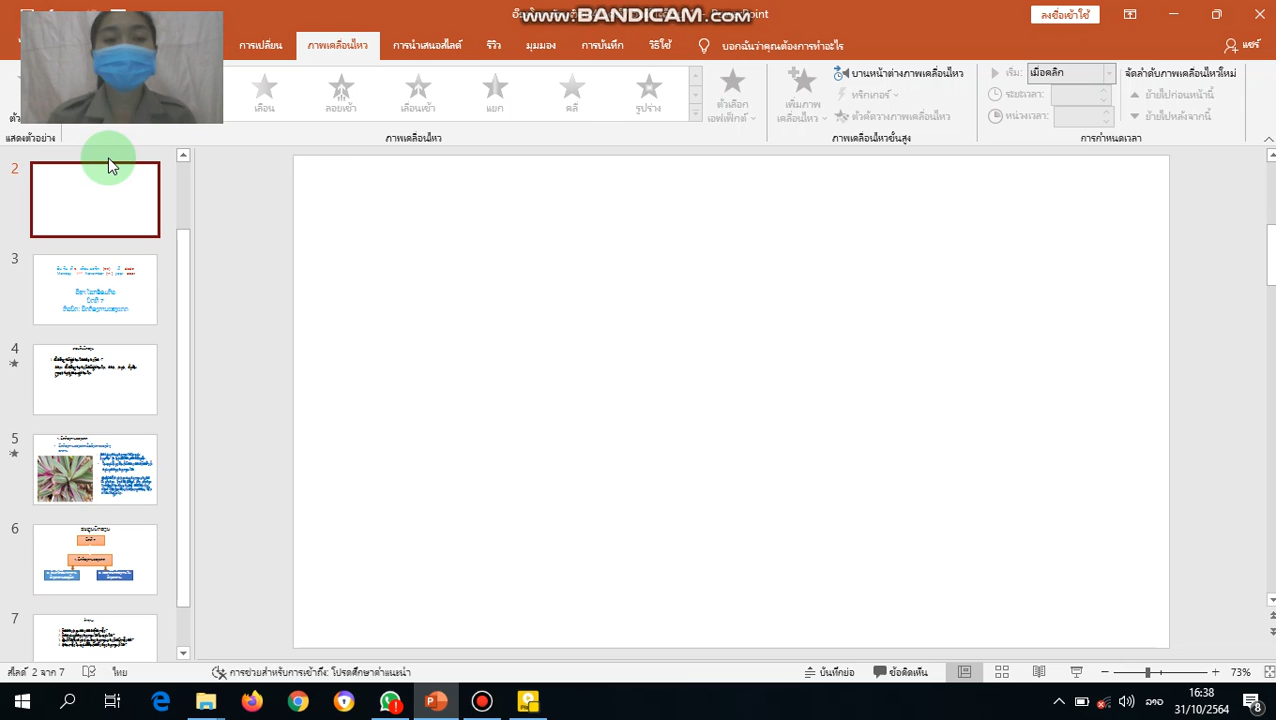 www.BANDICAM.com
Point
ลงชื่อเข้าใช้
การเปลี่ยน
ภาพเคลื่อนไหว
การนำเสนอสไลด์
รีวิว
มุมมอง
การบันทึก
วิธีใช้
บอกฉันว่าคุณต้องการทำอะไร
แชร์
เลือน
ลอยเข้า
เลื่อนเข้า
แยก
คลี่
รูปร่าง
ตัวเลือก
เอฟเฟ็กต์
เพิ่มภาพ
เคลื่อนไหว
บานหน้าต่างภาพเคลื่อนไหว
ทริกเกอร์
ตัวคัดวางภาพเคลื่อนไหว
เริ่ม: เมื่อคลิก
ระยะเวลา:
หน่วงเวลา:
จัดลำดับภาพเคลื่อนไหวใหม่
ย้ายไปก่อนหน้านี้
ย้ายไปหลังจากนี้
แสดงตัวอย่าง
ภาพเคลื่อนไหว
ภาพเคลื่อนไหวขั้นสูง
การกำหนดเวลา
2
3
4
5
6
7
สไลด์ 2 จาก 7
ไทย
การช่วยสำหรับการเข้าถึง: โปรดศึกษาคำแนะนำ
บันทึกย่อ
ข้อคิดเห็น
73%
ລາວ
16:38
31/10/2564
8